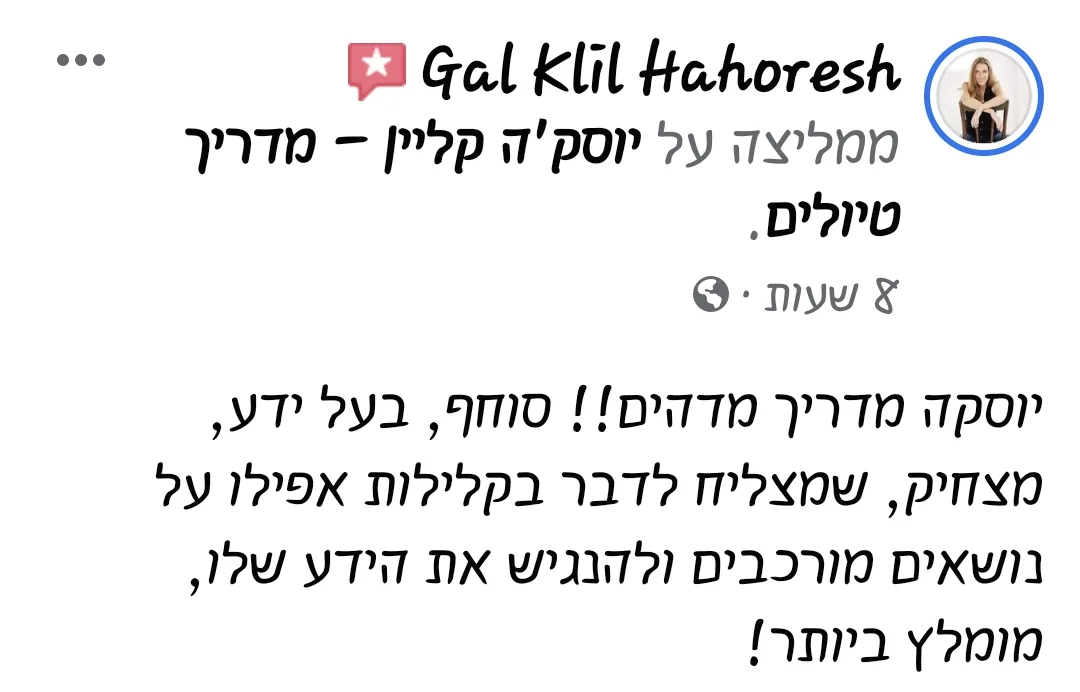 Gal Klil Hahoresh
ממליצה על יוסק'ה קליין – מדריך
טיולים.
8 שעות ·
יוסקה מדריך מדהים!! סוחף, בעל ידע,
מצחיק, שמצליח לדבר בקלילות אפילו על
נושאים מורכבים ולהנגיש את הידע שלו,
מומלץ ביותר!